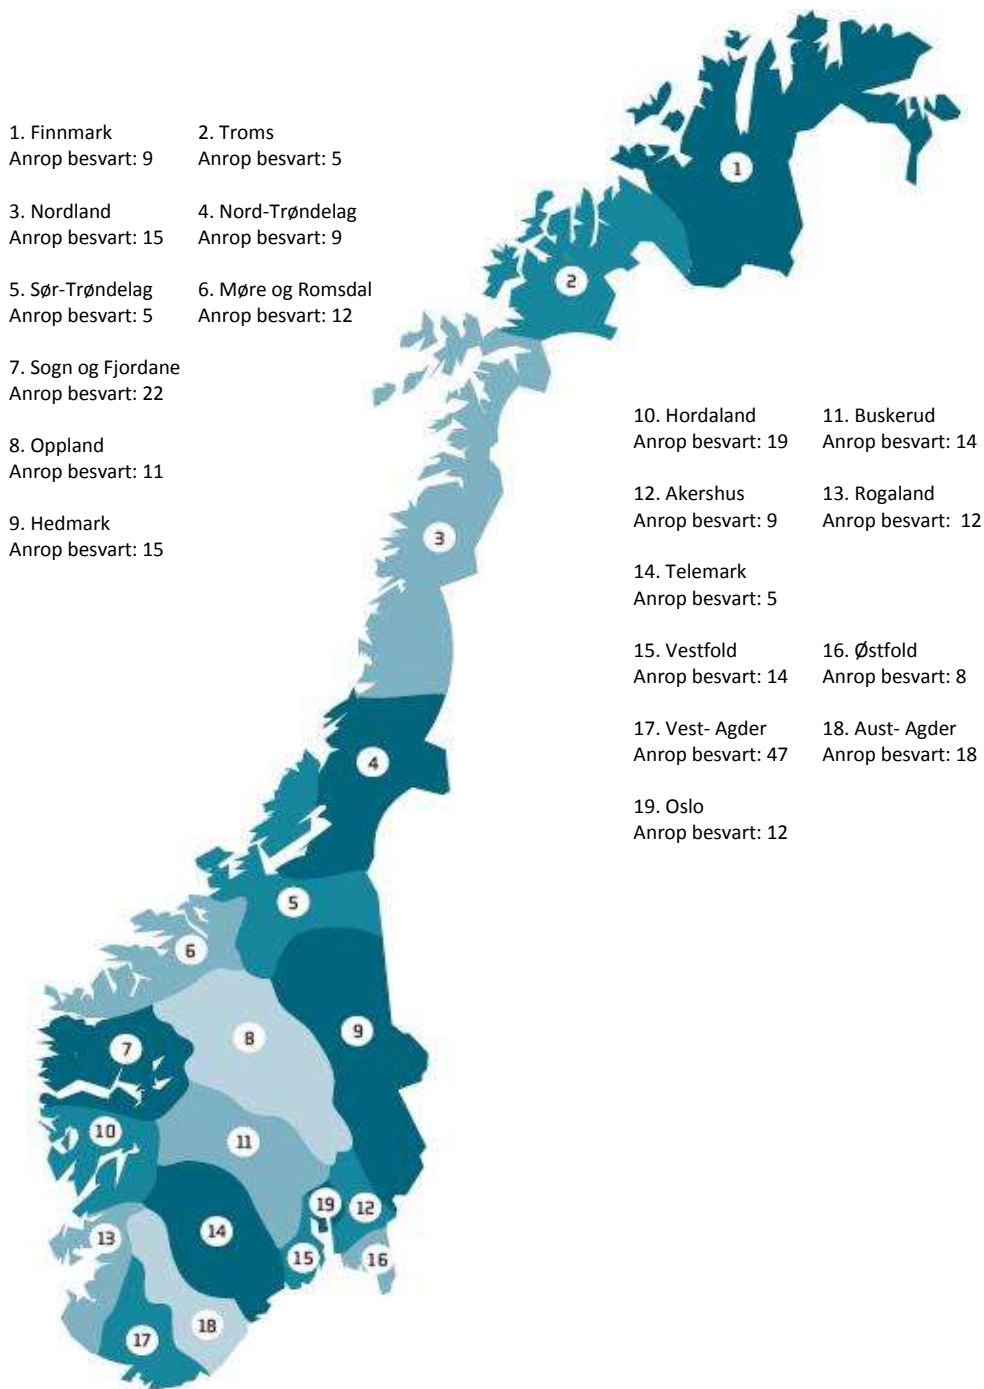 1. Finnmark 2. Troms
Anrop besvart: 9 Anrop besvart: 5
3. Nordland 4. Nord-Trøndelag
Anrop besvart: 15 Anrop besvart: 9
5. Sør-Trøndelag 6. Møre og Romsdal
Anrop besvart: 5 Anrop besvart: 12
7. Sogn og Fjordane
Anrop besvart: 22
8. Oppland
Anrop besvart: 11
9. Hedmark
Anrop besvart: 15
10. Hordaland 11. Buskerud
Anrop besvart: 19 Anrop besvart: 14
12. Akershus 13. Rogaland
Anrop besvart: 9 Anrop besvart: 12
14. Telemark
Anrop besvart: 5
15. Vestfold 16. Østfold
Anrop besvart: 14 Anrop besvart: 8
17. Vest- Agder 18. Aust- Agder
Anrop besvart: 47 Anrop besvart: 18
19. Oslo
Anrop besvart: 12
1
2
3
4
5
6
7
8
9
10
11
19
12
14
13
15
16
18
17